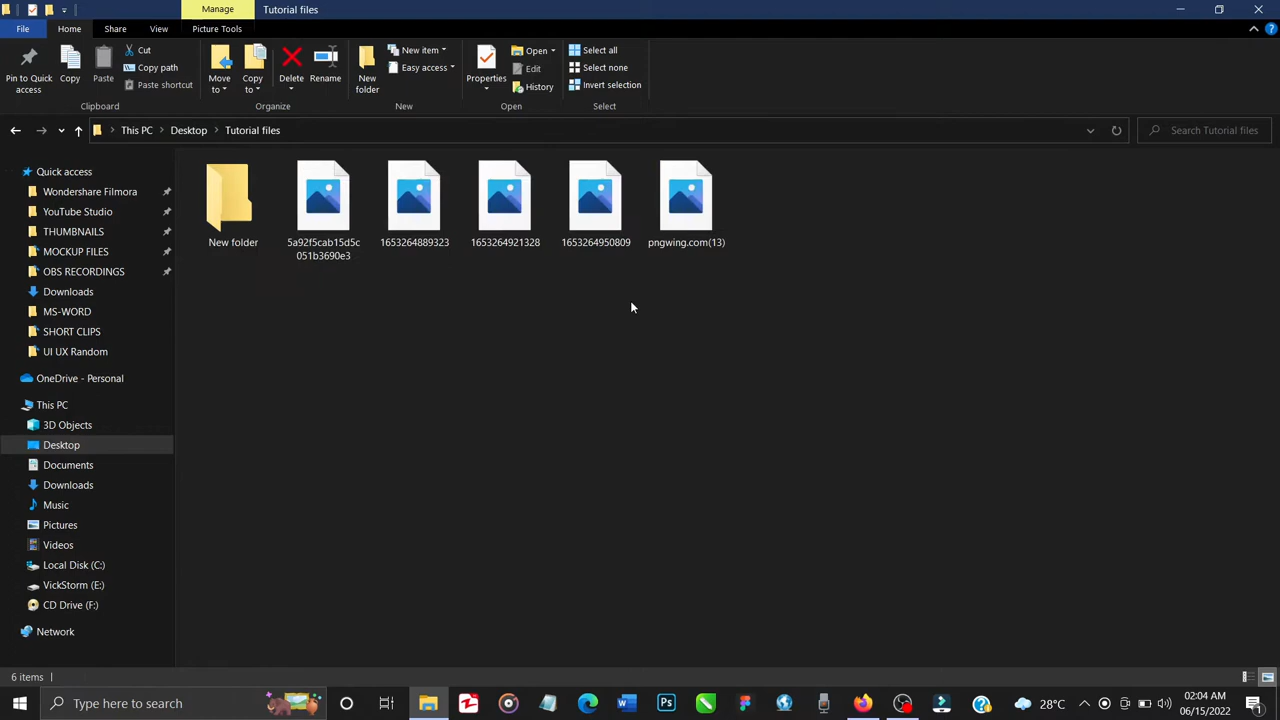 Manage
Tutorial files
File
Home
Share
View
Picture Tools
Pin to Quick access
Copy
Paste
Cut
Copy path
Paste shortcut
Clipboard
Move to
Copy to
Delete
Rename
Organize
New folder
New item
Easy access
New
Properties
Open
Edit
History
Open
Select all
Select none
Invert selection
Select
This PC
Desktop
Tutorial files
Search Tutorial files
Quick access
Wondershare Filmora
YouTube Studio
THUMBNAILS
MOCKUP FILES
OBS RECORDINGS
Downloads
MS-WORD
SHORT CLIPS
UI UX Random
OneDrive - Personal
This PC
3D Objects
Desktop
Documents
Downloads
Music
Pictures
Videos
Local Disk (C:)
VickStorm (E:)
CD Drive (F:)
Network
New folder
5a92f5cab15d5c
051b3690e3
1653264889323
1653264921328
1653264950809
pngwing.com(13)
6 items
Type here to search
Ps
28°C
02:04 AM
06/15/2022
1